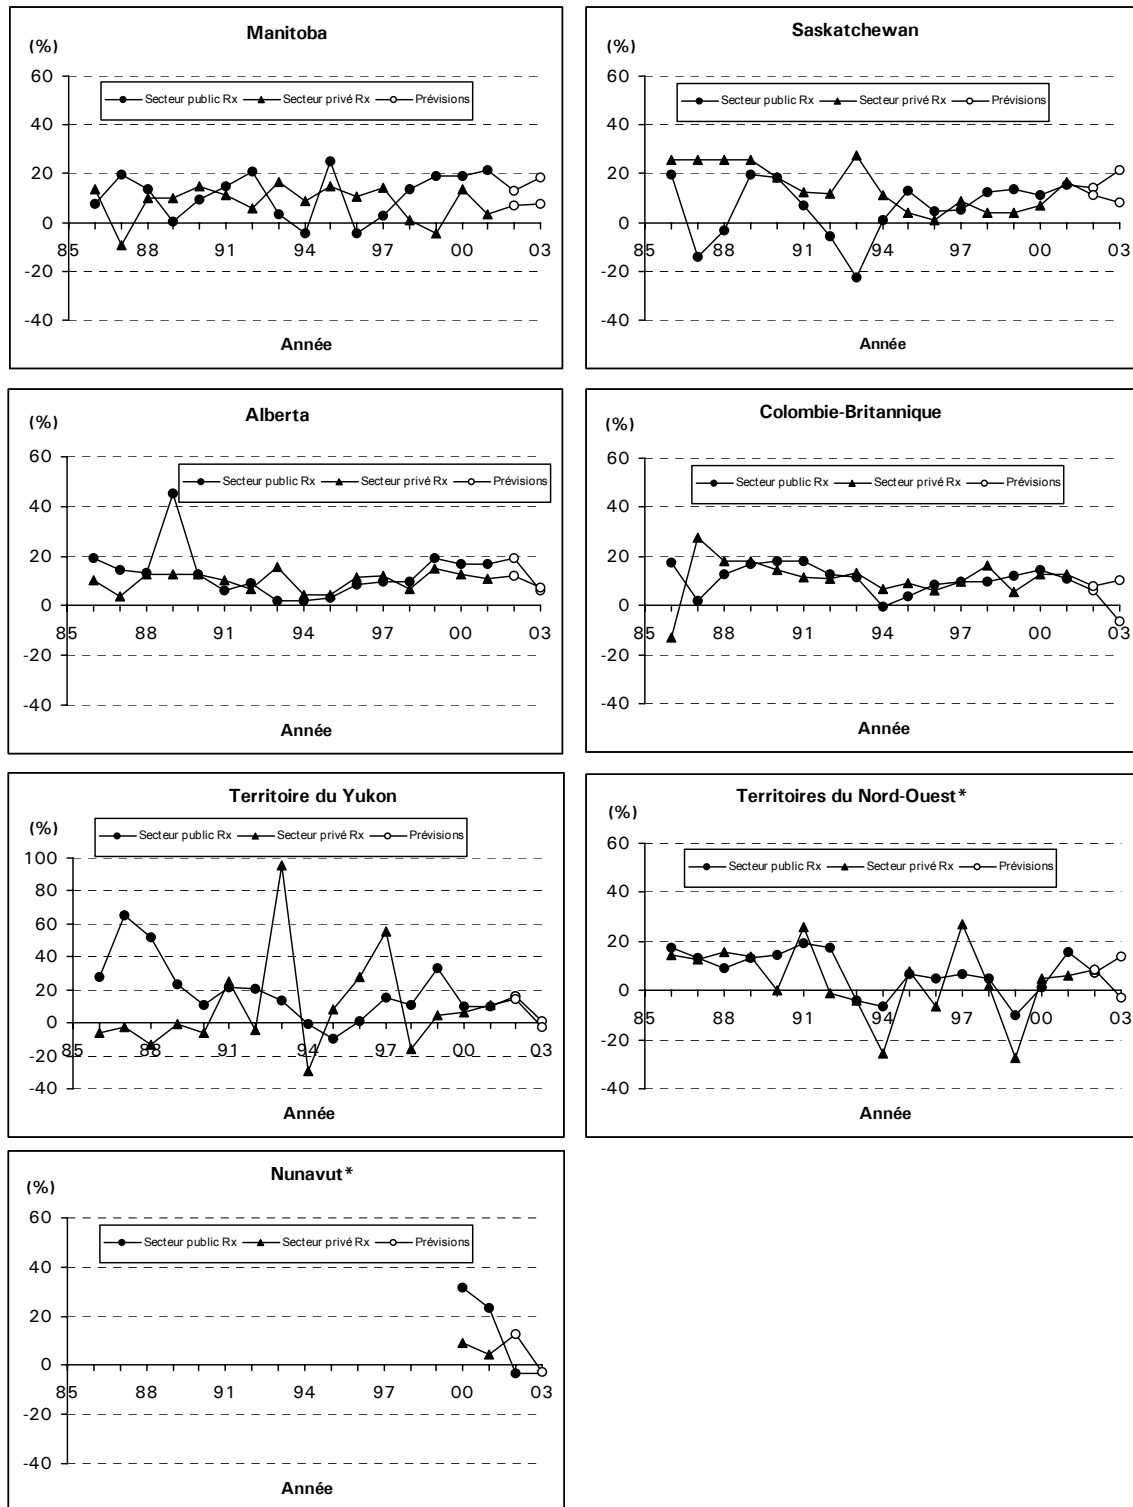 Manitoba
(%)
Secteur public Rx Secteur privé Rx Prévisions
60
40
20
0
-20
-40
85 88 91 94 97 00 03
Année
Saskatchewan
(%)
Secteur public Rx Secteur privé Rx Prévisions
60
40
20
0
-20
-40
85 88 91 94 97 00 03
Année
Alberta
(%)
Secteur public Rx Secteur privé Rx Prévisions
60
40
20
0
-20
-40
85 88 91 94 97 00 03
Année
Colombie-Britannique
(%)
Secteur public Rx Secteur privé Rx Prévisions
60
40
20
0
-20
-40
85 88 91 94 97 00 03
Année
Territoire du Yukon
(%)
Secteur public Rx Secteur privé Rx Prévisions
100
80
60
40
20
0
-20
-40
85 88 91 94 97 00 03
Année
Territoires du Nord-Ouest*
(%)
Secteur public Rx Secteur privé Rx Prévisions
60
40
20
0
-20
-40
85 88 91 94 97 00 03
Année
Nunavut*
(%)
Secteur public Rx Secteur privé Rx Prévisions
60
40
20
0
-20
-40
85 88 91 94 97 00 03
Année